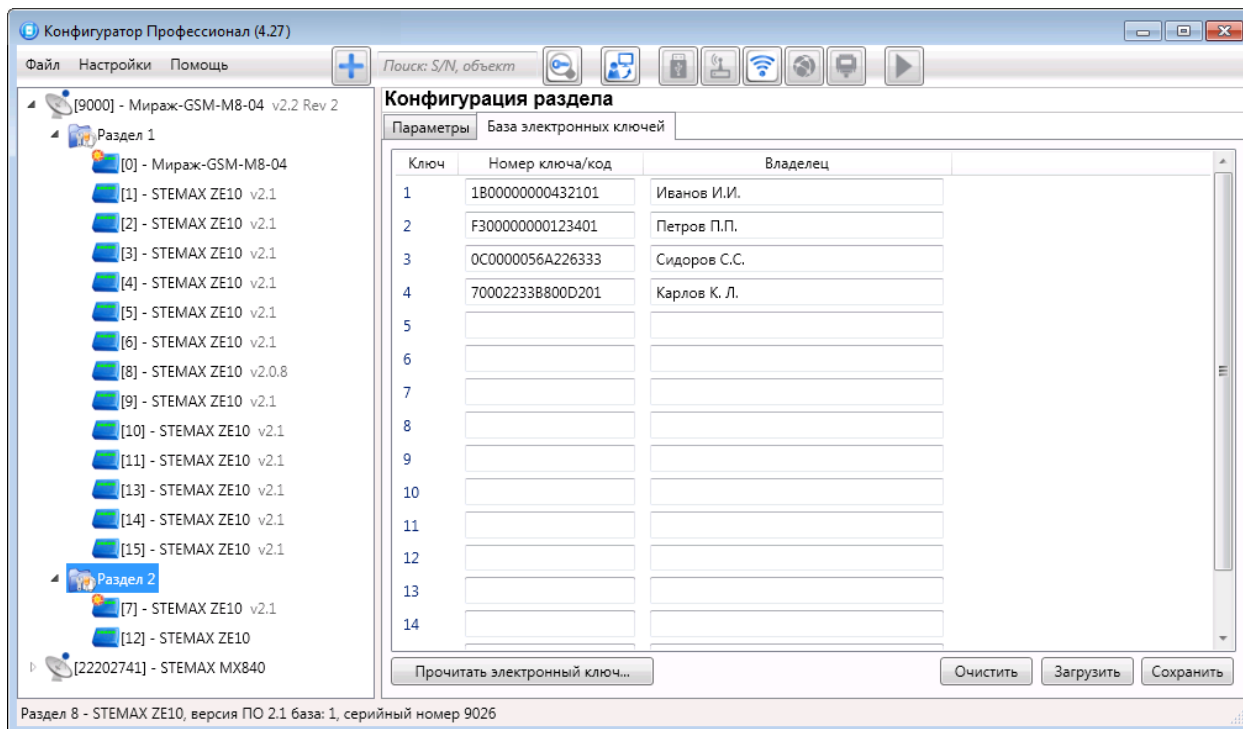 Конфигуратор Профессионал (4.27)
Файл Настройки Помощь Поиск: S/N, объект
[9000] - Мираж-GSM-M8-04 v2.2 Rev 2
Раздел 1
[0] - Мираж-GSM-M8-04
[1] - STEMAX ZE10 v2.1
[2] - STEMAX ZE10 v2.1
[3] - STEMAX ZE10 v2.1
[4] - STEMAX ZE10 v2.1
[5] - STEMAX ZE10 v2.1
[6] - STEMAX ZE10 v2.1
[8] - STEMAX ZE10 v2.0.8
[9] - STEMAX ZE10 v2.1
[10] - STEMAX ZE10 v2.1
[11] - STEMAX ZE10 v2.1
[13] - STEMAX ZE10 v2.1
[14] - STEMAX ZE10 v2.1
[15] - STEMAX ZE10 v2.1
Раздел 2
[7] - STEMAX ZE10 v2.1
[12] - STEMAX ZE10
[22202741] - STEMAX MX840
Конфигурация раздела
Параметры База электронных ключей
Ключ Номер ключа/код Владелец
1 1B00000000432101 Иванов И.И.
2 F300000000123401 Петров П.П.
3 0C0000056A226333 Сидоров С.С.
4 70002233B800D201 Карлов К. Л.
5
6
7
8
9
10
11
12
13
14
Прочитать электронный ключ... Очистить Загрузить Сохранить
Раздел 8 - STEMAX ZE10, версия ПО 2.1 база: 1, серийный номер 9026